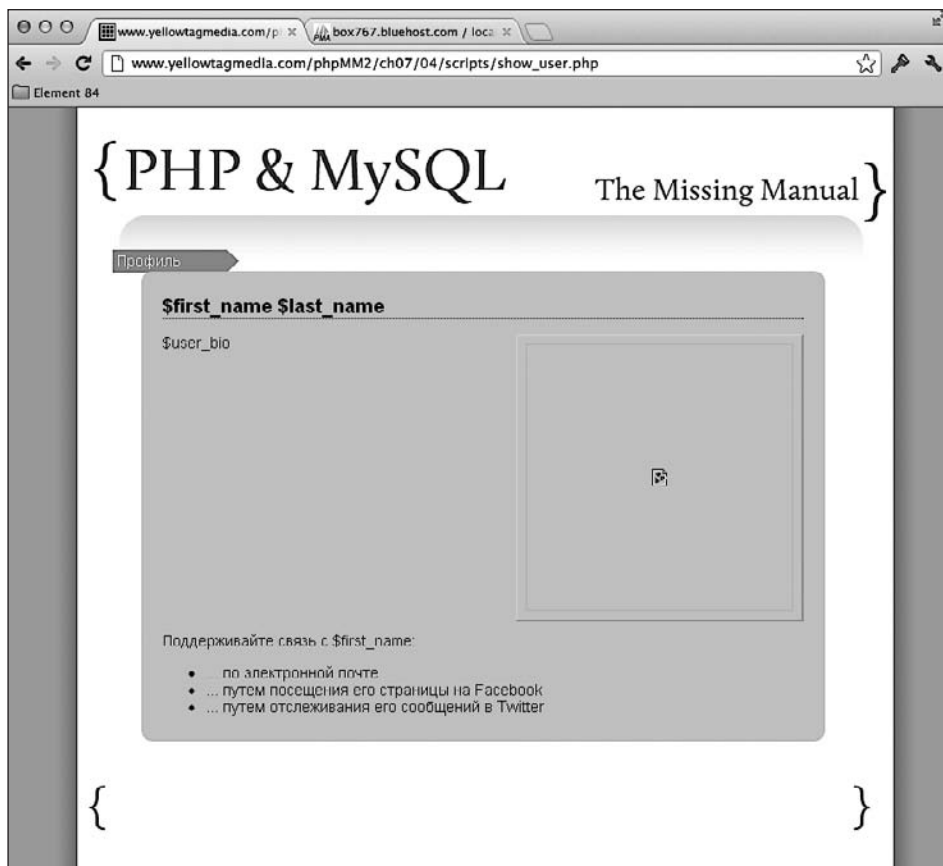 www.yellowtagmedia.com/p
box767.bluehost.com / loca
www.yellowtagmedia.com/phpMM2/ch07/04/scripts/show_user.php
Element 84
{PHP & MySQL
The Missing Manual}
Профиль
$first_name $last_name
$user_bio
Поддерживайте связь с $first_name:
• ... по электронной почте
• ... путем посещения его страницы на Facebook
• ... путем отслеживания его сообщений в Twitter
{ }